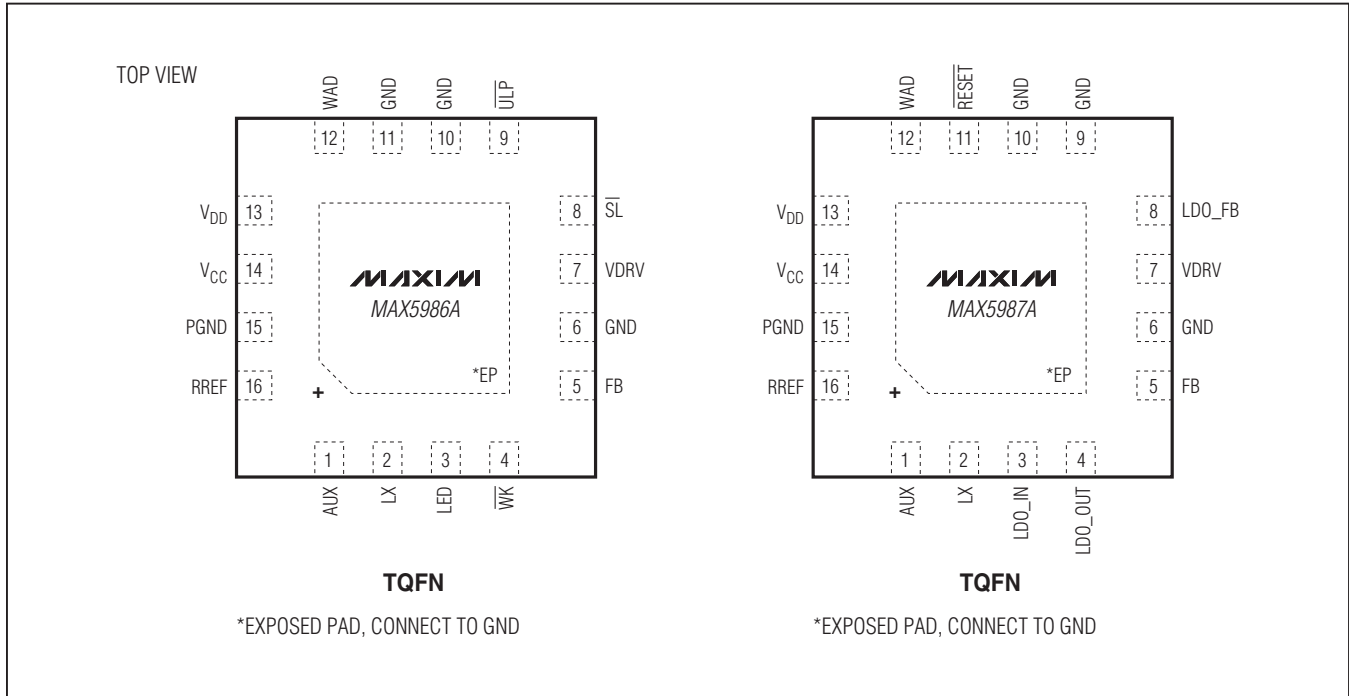 TOP VIEW
WAD GND GND U̅L̅P̅
12 11 10 9
VDD 13 8 S̅L̅
VCC 14 7 VDRV
PGND 15 6 GND
RREF 16 5 FB
MAXIM
MAX5986A
*EP
+
1 2 3 4
AUX LX LED W̅K̅
TQFN
*EXPOSED PAD, CONNECT TO GND
WAD R̅E̅S̅E̅T̅ GND GND
12 11 10 9
VDD 13 8 LDO_FB
VCC 14 7 VDRV
PGND 15 6 GND
RREF 16 5 FB
MAXIM
MAX5987A
*EP
+
1 2 3 4
AUX LX LDO_IN LDO_OUT
TQFN
*EXPOSED PAD, CONNECT TO GND